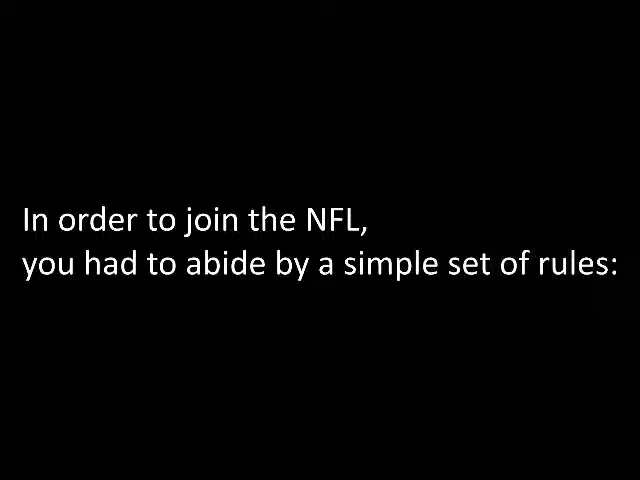 In order to join the NFL,
you had to abide by a simple set of rules: